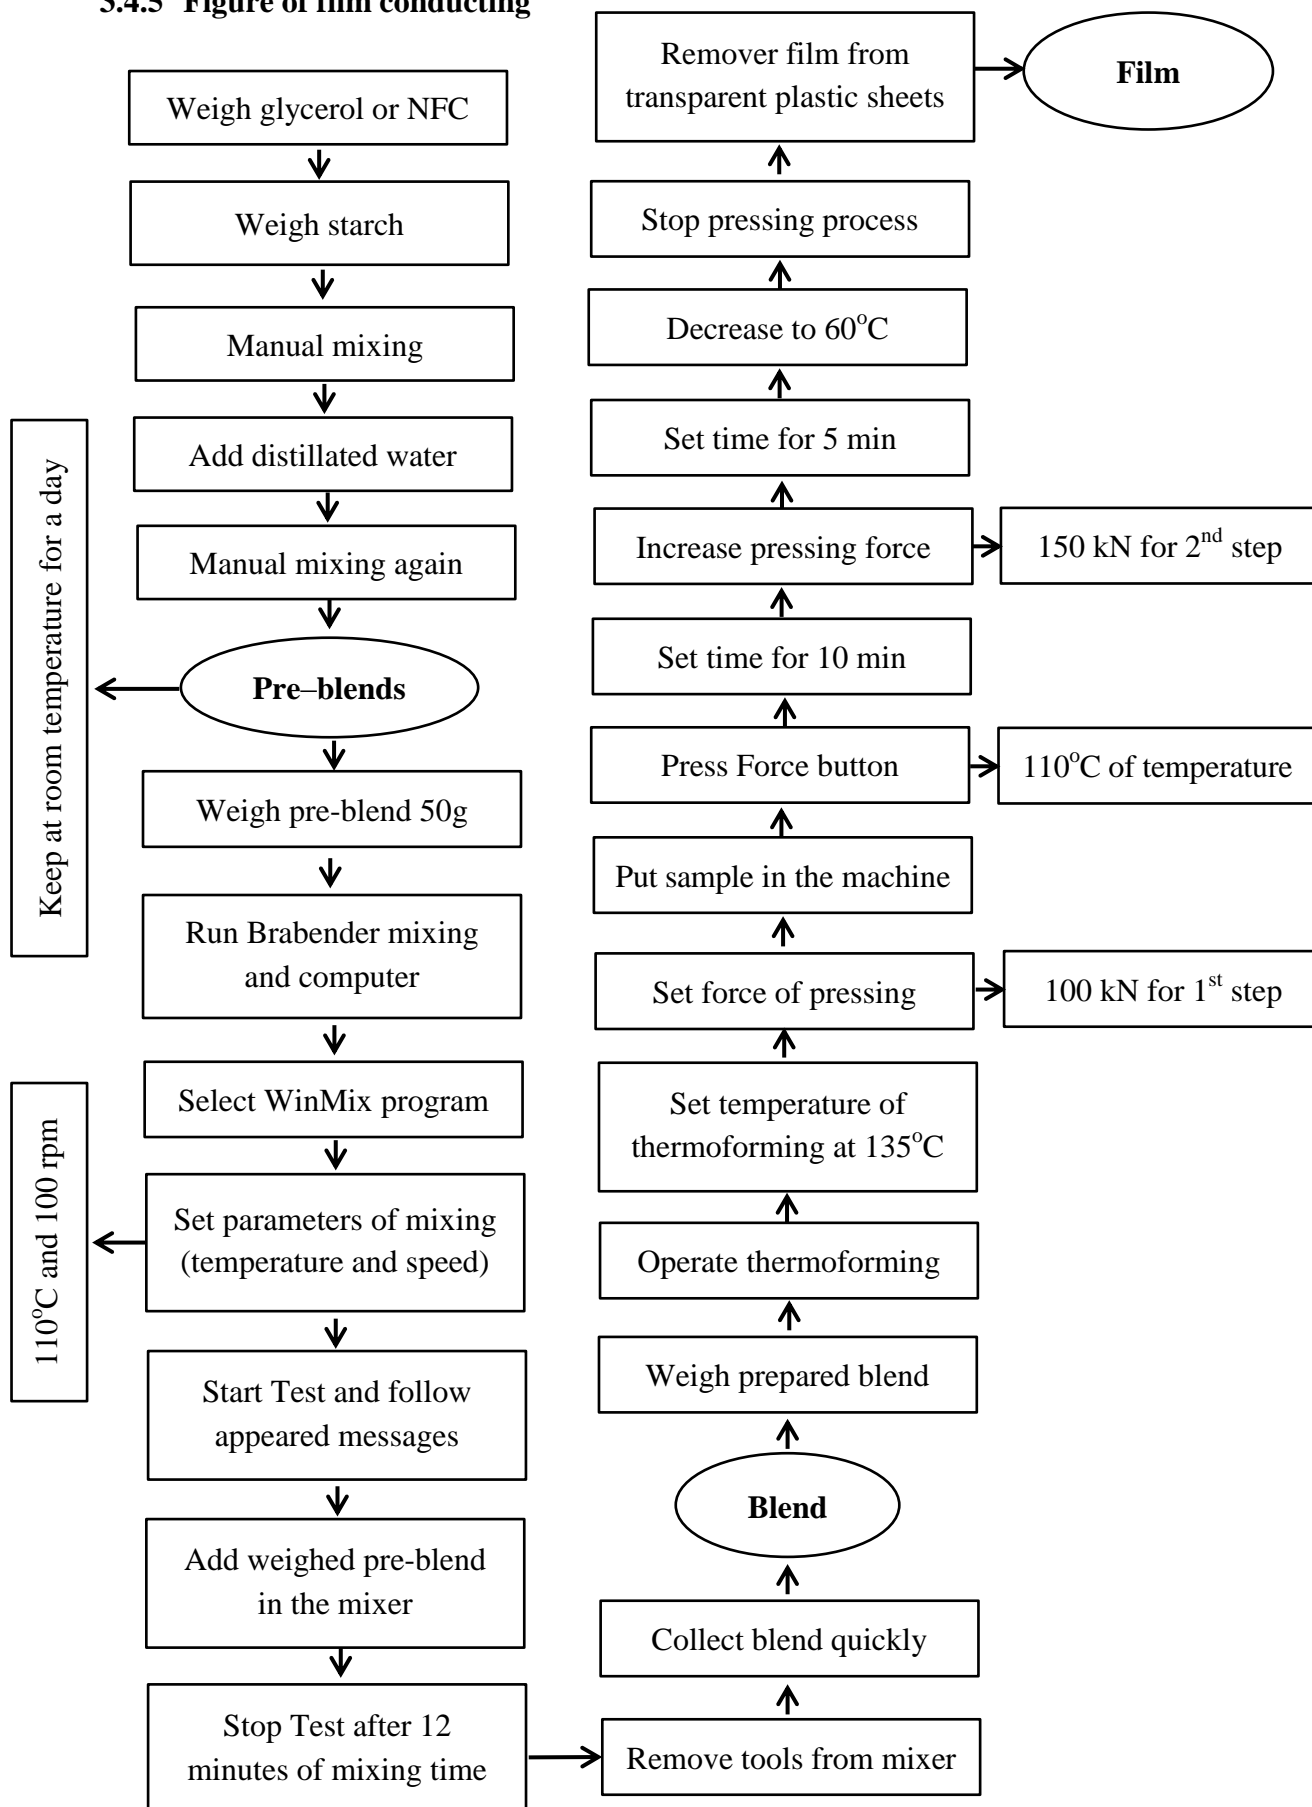 3.4.5 Figure of film conducting
Weigh glycerol or NFC
Weigh starch
Manual mixing
Add distillated water
Manual mixing again
Pre–blends
Keep at room temperature for a day
Weigh pre-blend 50g
Run Brabender mixing
and computer
Select WinMix program
Set parameters of mixing
(temperature and speed)
110°C and 100 rpm
Start Test and follow
appeared messages
Add weighed pre-blend
in the mixer
Stop Test after 12
minutes of mixing time
Remove tools from mixer
Collect blend quickly
Blend
Weigh prepared blend
Operate thermoforming
Set temperature of
thermoforming at 135°C
Set force of pressing
100 kN for 1st step
Put sample in the machine
Press Force button
110°C of temperature
Set time for 10 min
Increase pressing force
150 kN for 2nd step
Set time for 5 min
Decrease to 60°C
Stop pressing process
Remover film from
transparent plastic sheets
Film